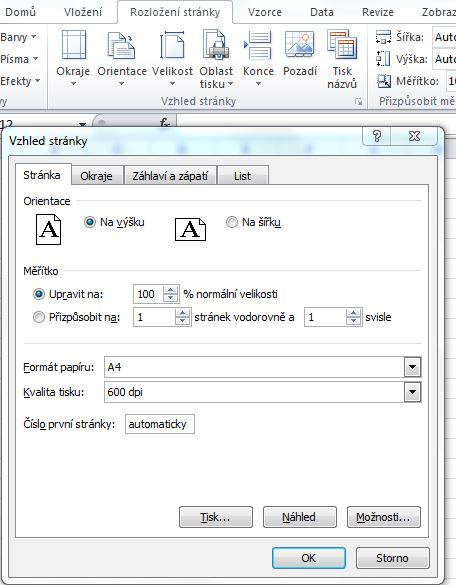 Domů Vložení Rozložení stránky Vzorce Data Revize Zobraz
Barvy Písma Efekty
Okraje Orientace Velikost Oblast tisku Konce Pozadí Tisk názvů
Šířka: Auto
Výška: Auto
Měřítko: 10
Vzhled stránky Přizpůsobit mě
12 fx
Vzhled stránky ?
Stránka Okraje Záhlaví a zápatí List
Orientace
A Na výšku A Na šířku
Měřítko
Upravit na: 100 % normální velikosti
Přizpůsobit na: 1 stránek vodorovně a 1 svisle
Formát papíru: A4
Kvalita tisku: 600 dpi
Číslo první stránky: automaticky
Tisk... Náhled Možnosti...
OK Storno